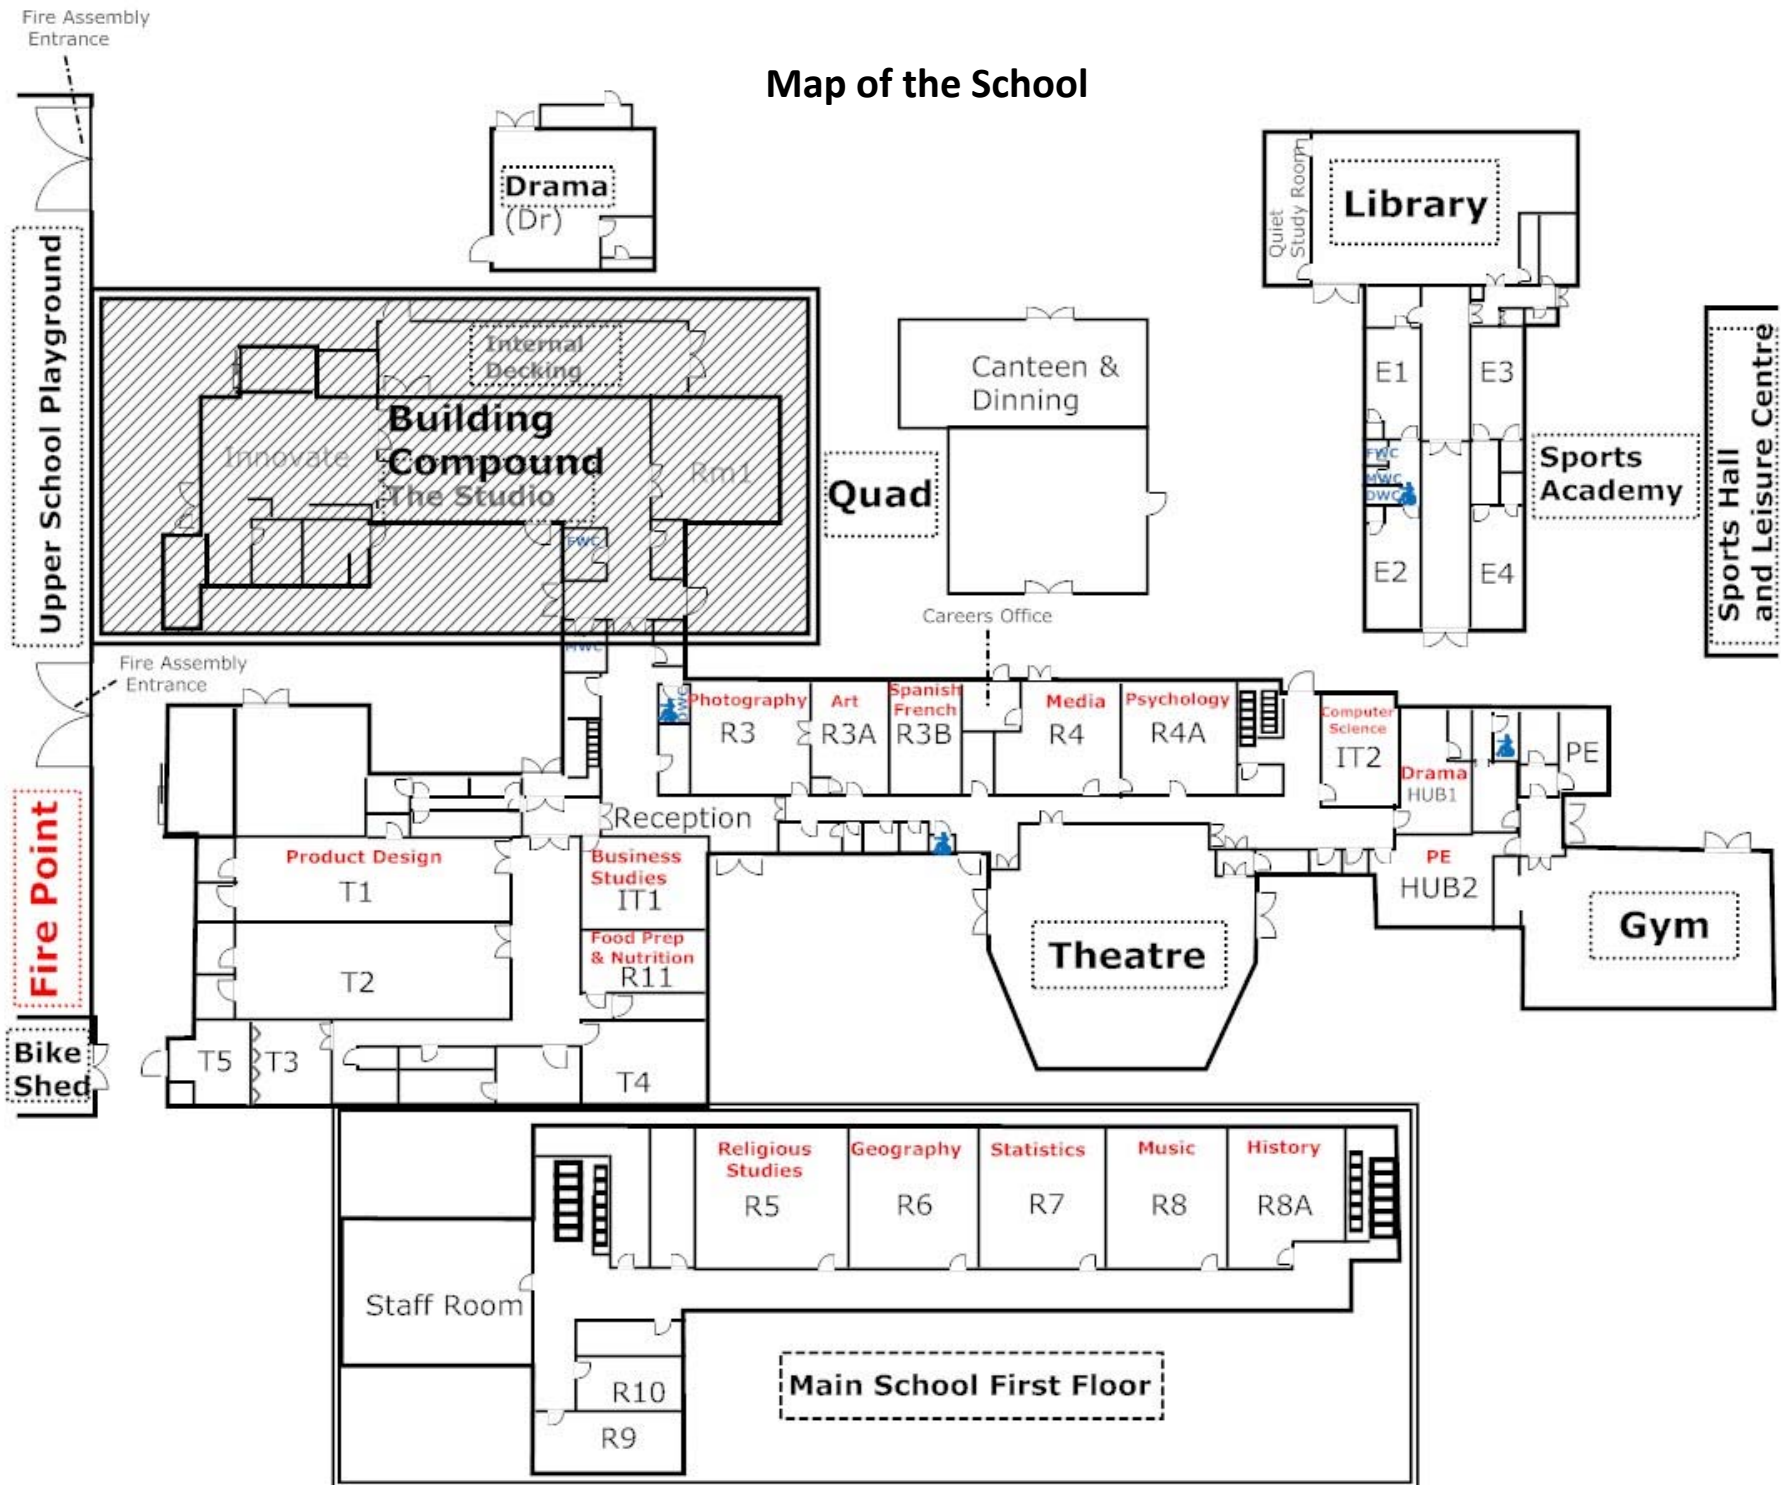 Fire Assembly
Entrance
Map of the School
Drama
(Dr)
Quiet
Study Room
Library
Upper School Playground
Internal
Decking
Building
Compound
The Studio
Innovate
Rm1
FWC
MWC
Quad
Canteen &
Dinning
E1
E3
FWC
MWC
DWC
E2
E4
Sports
Academy
Sports Hall
and Leisure Centre
Careers Office
Fire Assembly
Entrance
DWC
Photography
R3
Art
R3A
Spanish
French
R3B
Media
R4
Psychology
R4A
Computer
Science
IT2
Drama
HUB1
PE
Reception
Fire Point
Product Design
T1
T2
Business
Studies
IT1
Food Prep
& Nutrition
R11
Theatre
PE
HUB2
Gym
Bike
Shed
T5
T3
T4
Religious
Studies
R5
Geography
R6
Statistics
R7
Music
R8
History
R8A
Staff Room
R10
R9
Main School First Floor